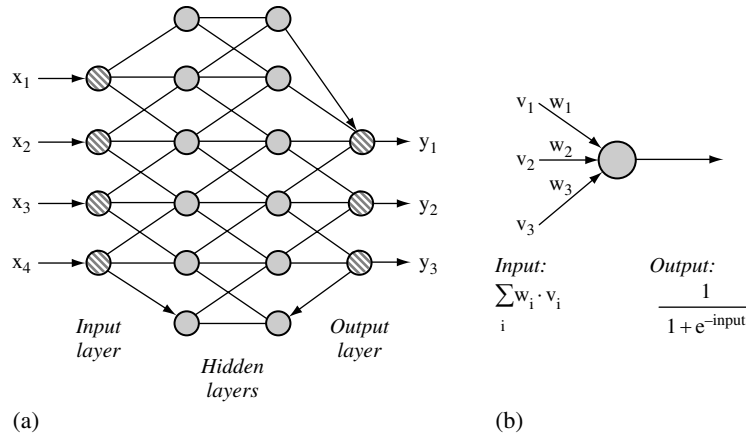 x1
x2
x3
x4
y1
y2
y3
Input
layer
Hidden
layers
Output
layer
(a)
v1 w1
v2 w2
w3
v3
Input:
∑ wi · vi
i
Output:
1
1 + e–input
(b)